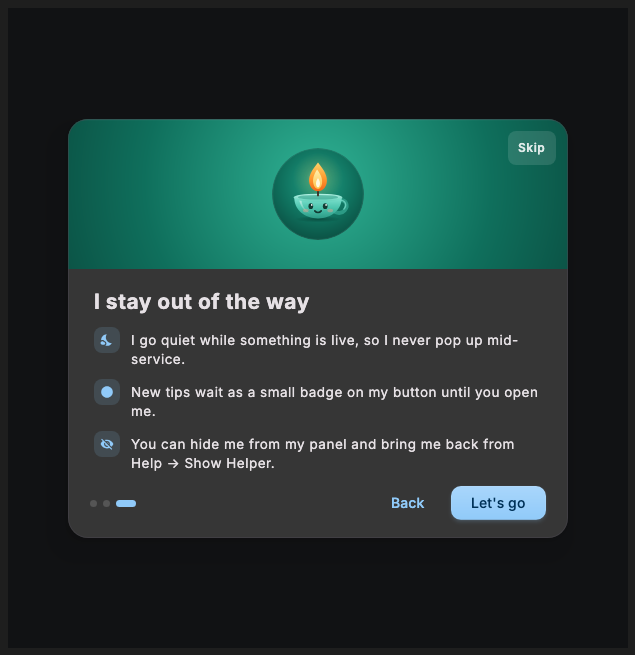 Skip
I stay out of the way
I go quiet while something is live, so I never pop up mid-
service.
New tips wait as a small badge on my button until you open
me.
You can hide me from my panel and bring me back from
Help → Show Helper.
Back
Let's go